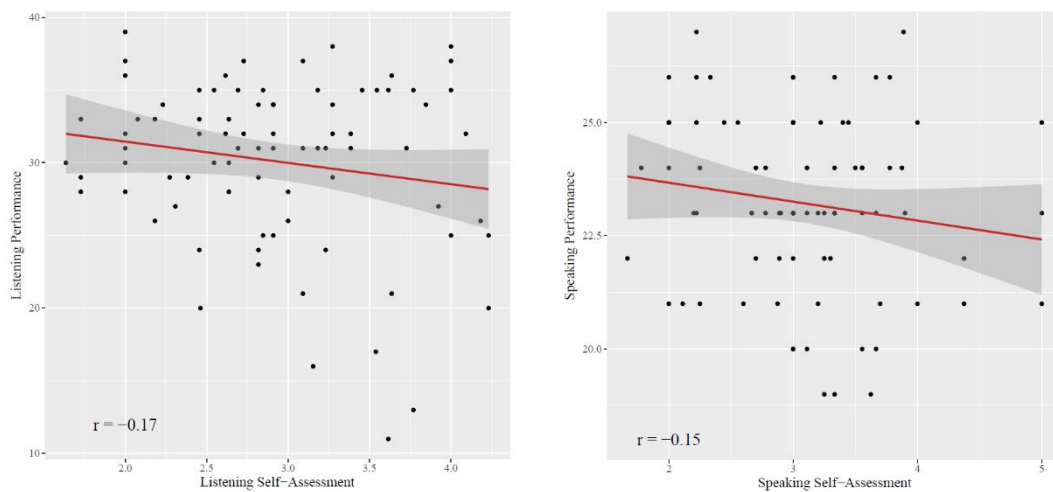 40
30
20
10
Listening Performance
r = −0.17
2.0 2.5 3.0 3.5 4.0
Listening Self−Assessment
25.0
22.5
20.0
Speaking Performance
r = −0.15
2 3 4 5
Speaking Self−Assessment